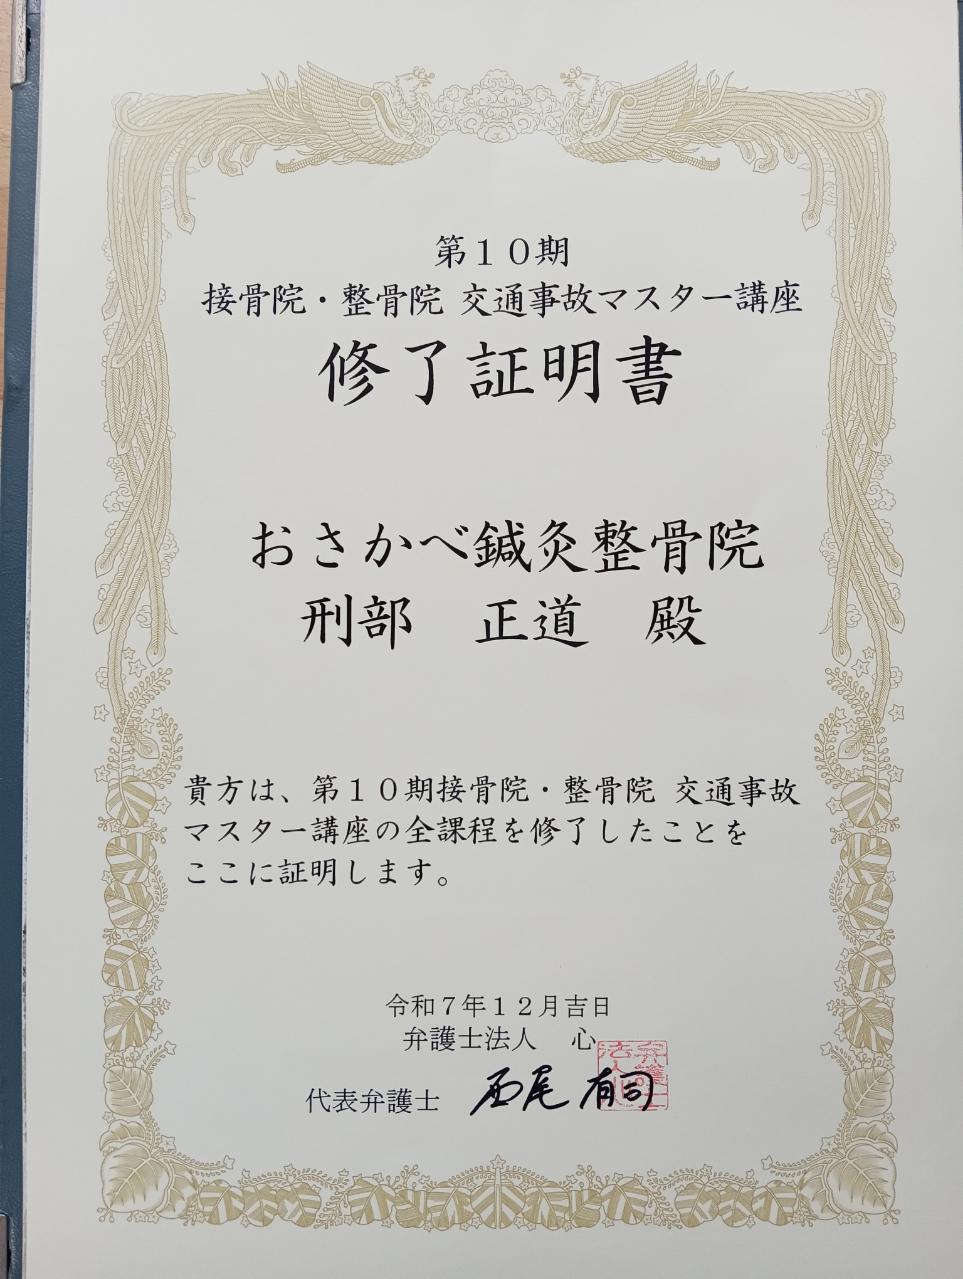 第１０期
接骨院・整骨院 交通事故マスター講座
修了証明書
おさかべ鍼灸整骨院
刑部　正道　殿
貴方は、第１０期接骨院・整骨院 交通事故
マスター講座の全課程を修了したことを
ここに証明します。
令和７年１２月吉日
弁護士法人　心
代表弁護士 西尾 有司